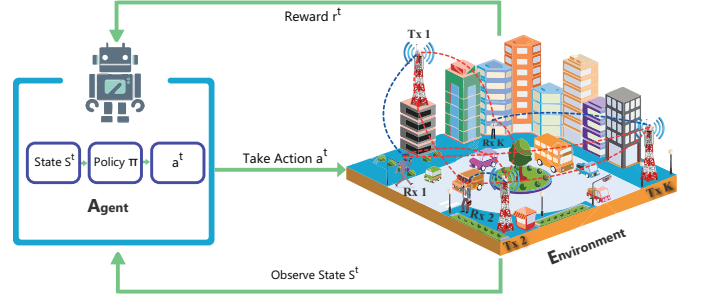 Reward r^t
Tx 1
State S^t
Policy π
a^t
Agent
Take Action a^t
Rx K
Rx 1
Rx 2
Tx 2
Tx K
Environment
Observe State S^t